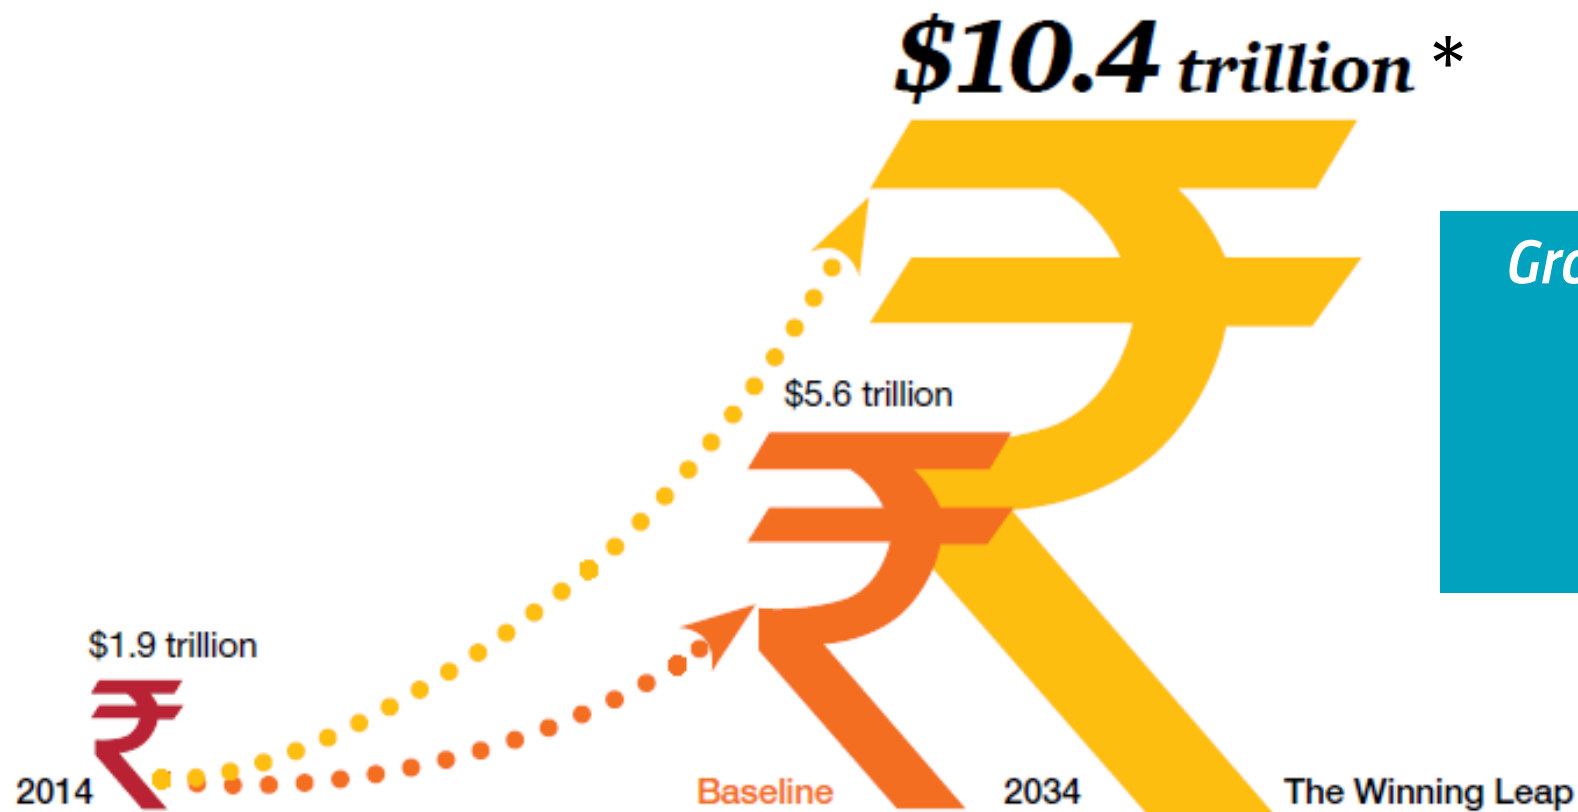 $10.4 trillion *
$5.6 trillion
$1.9 trillion
2014
Baseline
2034
The Winning Leap